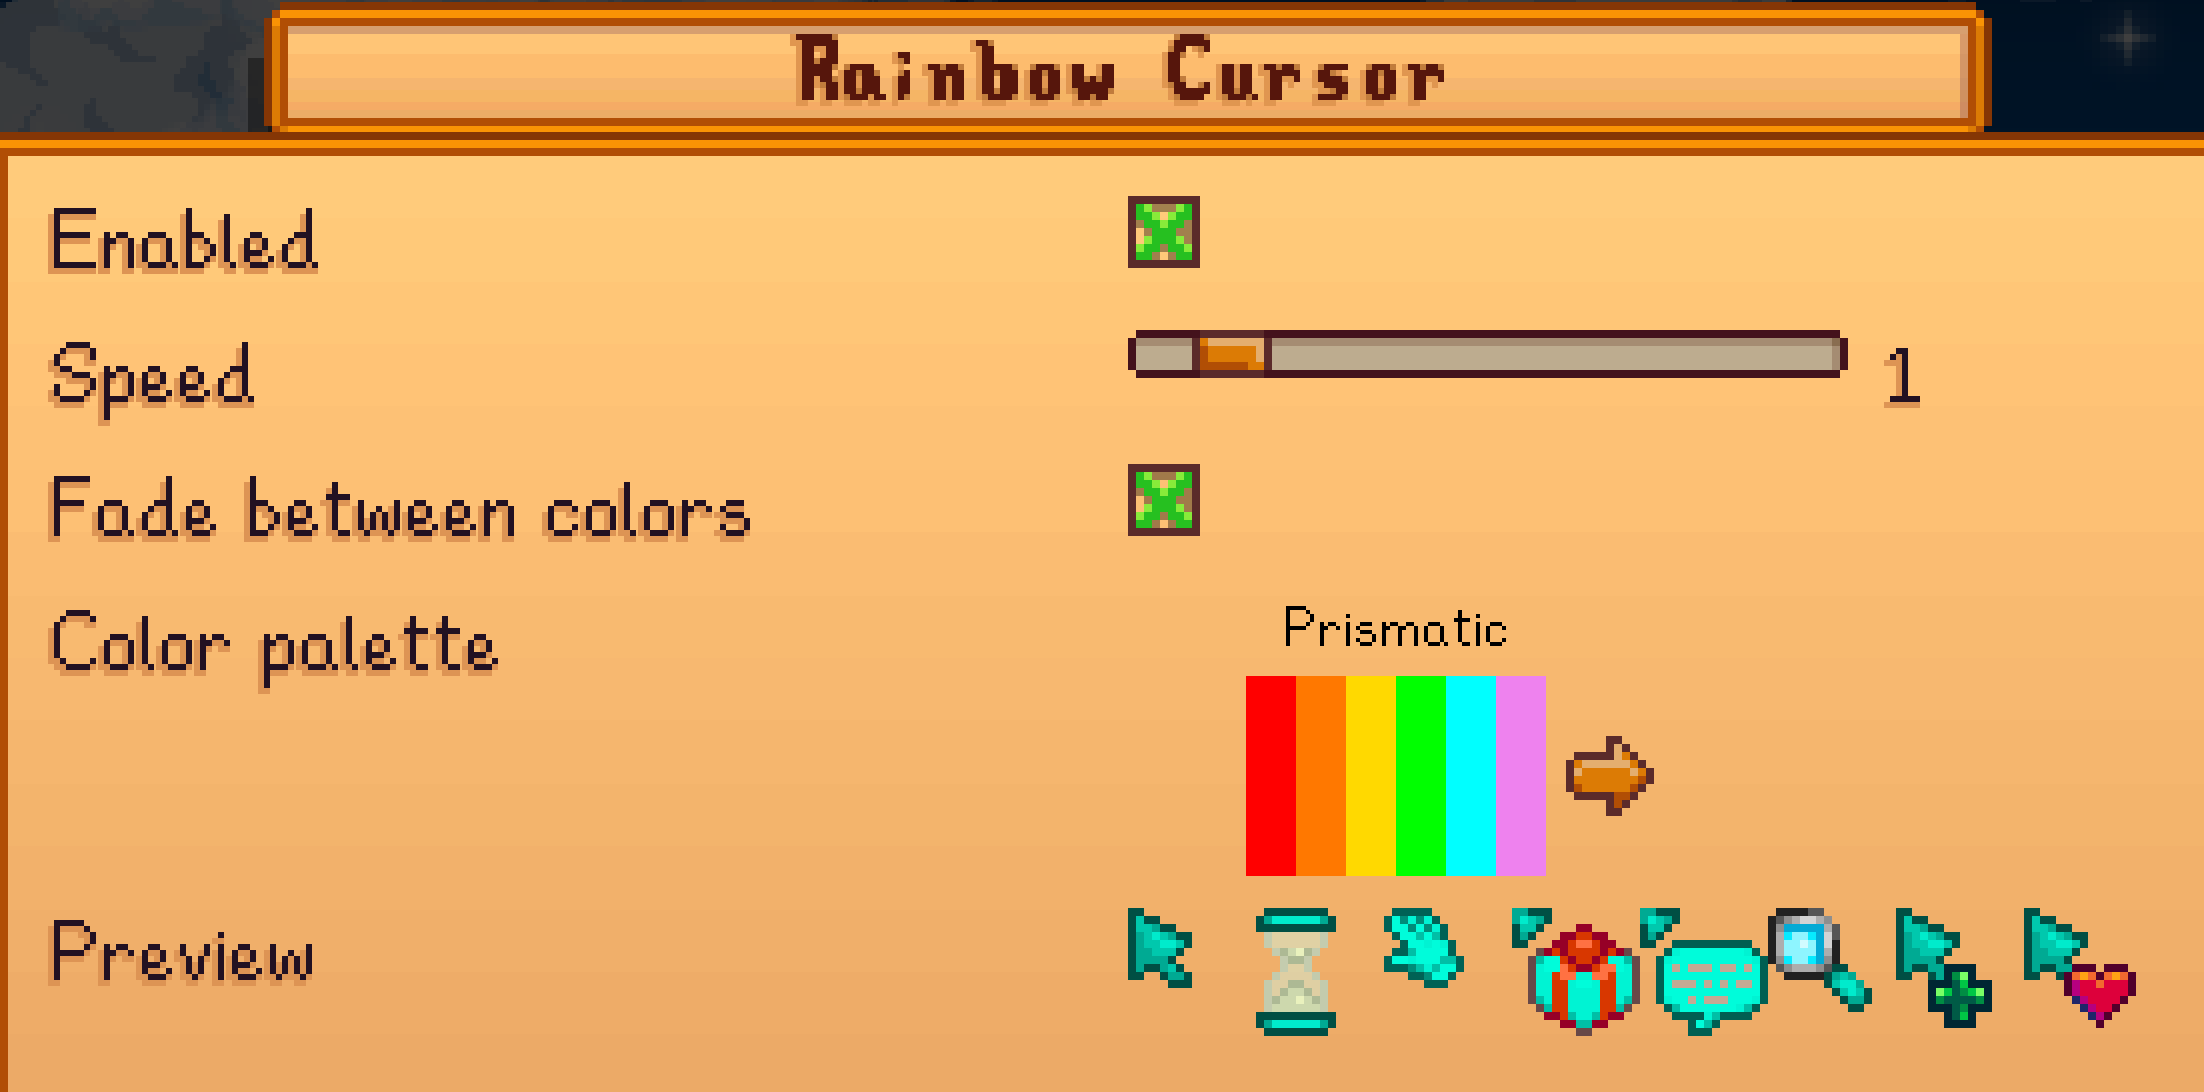 Rainbow Cursor
Enabled
Speed 1
Fade between colors
Color palette Prismatic
Preview